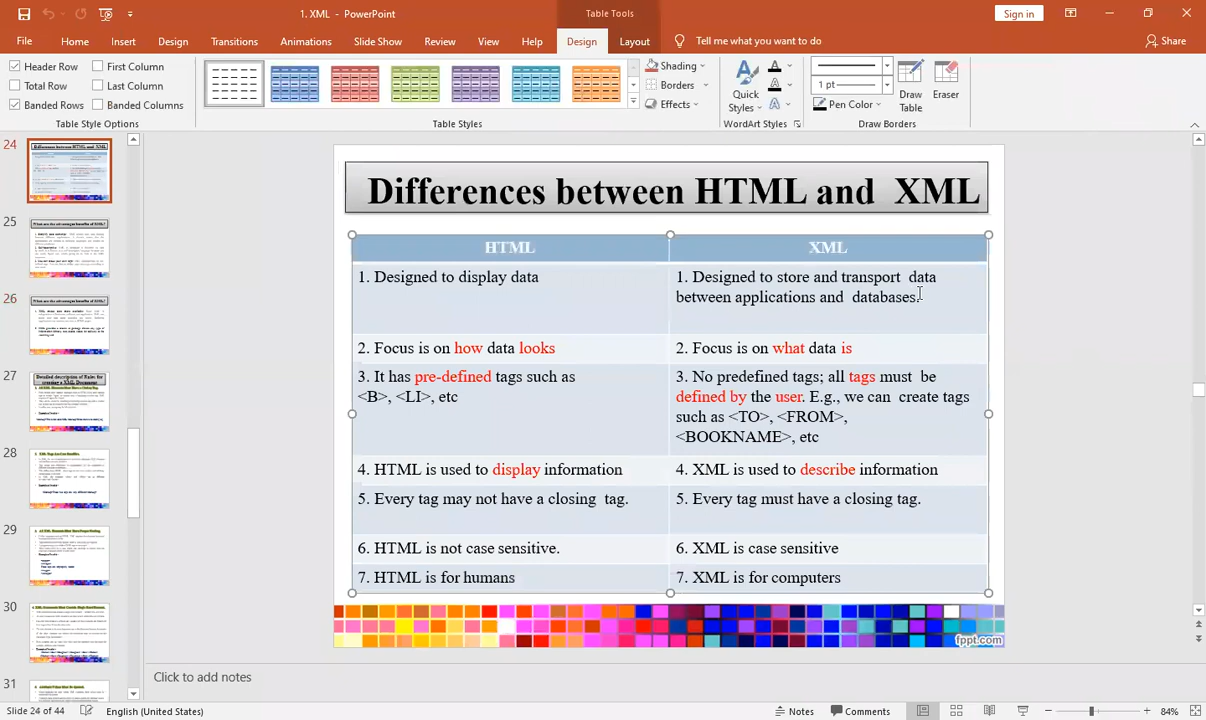 1. XML - PowerPoint
Table Tools
Sign in
File
Home
Insert
Design
Transitions
Animations
Slide Show
Review
View
Help
Design
Layout
Tell me what you want to do
Share
Header Row
First Column
Total Row
Last Column
Banded Rows
Banded Columns
Table Style Options
Table Styles
Shading
Borders
Effects
Quick
Styles
WordArt Styles
1 pt
Pen Color
Draw
Table
Eraser
Draw Borders
24
25
26
27
28
29
30
31
Differences between HTML and XML
HTML
XML
1. Designed to display data
1. Designed to store and transport data
between applications and databases.
2. Focus is on how data looks
2. Focus is on what data is
3. It has pre-defined tags such as
<B>, <LI>, etc
3. No predefined tags; all tags must be
defined by the user. E.g., we can create tags
such as <TO>, <FROM>,
<BOOKNAME>, etc
4. HTML is used to display information
4. XML is used to describe information
5. Every tag may not have a closing tag.
5. Every tag must have a closing tag.
6. HTML is not case sensitive.
6. XML is case sensitive
7. HTML is for humans
7. XML is for computers
ppt.com
Click to add notes
Slide 24 of 44
English (United States)
Notes
Comments
84%